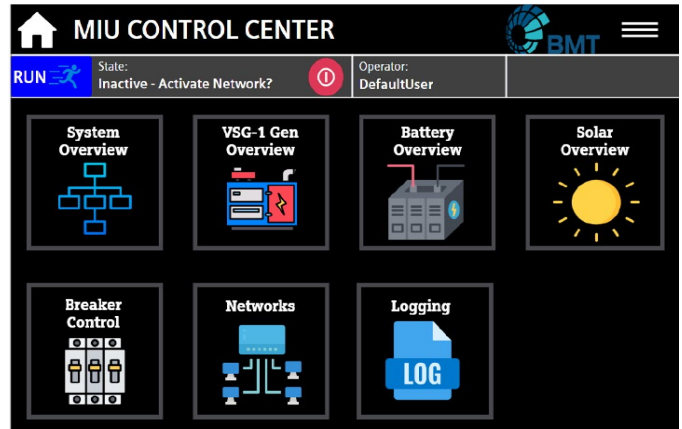 MIU CONTROL CENTER
BMT
RUN
State:
Inactive - Activate Network?
Operator:
DefaultUser
System
Overview
VSG-1 Gen
Overview
Battery
Overview
Solar
Overview
Breaker
Control
Networks
Logging
LOG